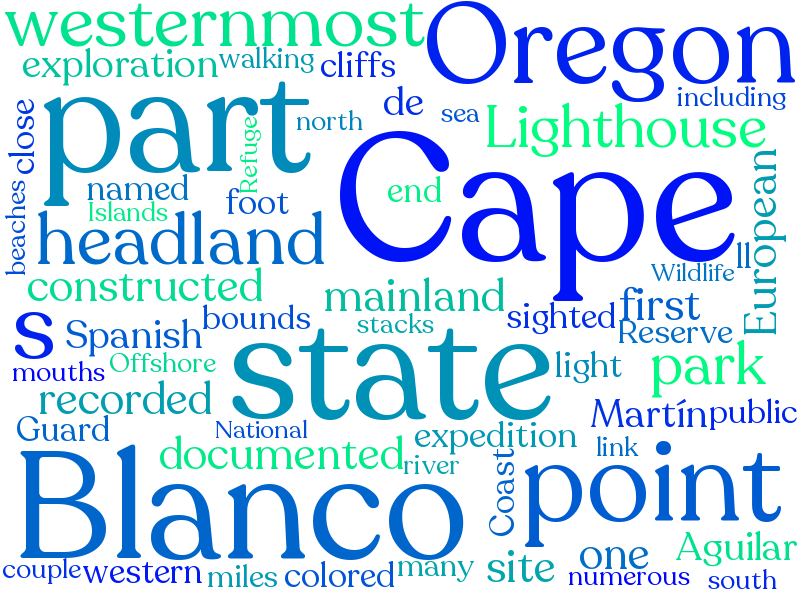 westernmost
Oregon
exploration
walking
cliffs
including
part
de
sea
close
north
Lighthouse
Refuge
Cape
named
end
European
beaches
Islands
foot
headland
Wildlife
ll
constructed
mainland
first
s
Spanish
bounds
stacks
sighted
Reserve
mouths
Offshore
state
light
park
recorded
Martín
public
Guard
National
expedition
link
documented
river
Coast
Blanco
point
one
Aguilar
couple
western
miles
colored
many
site
numerous
south